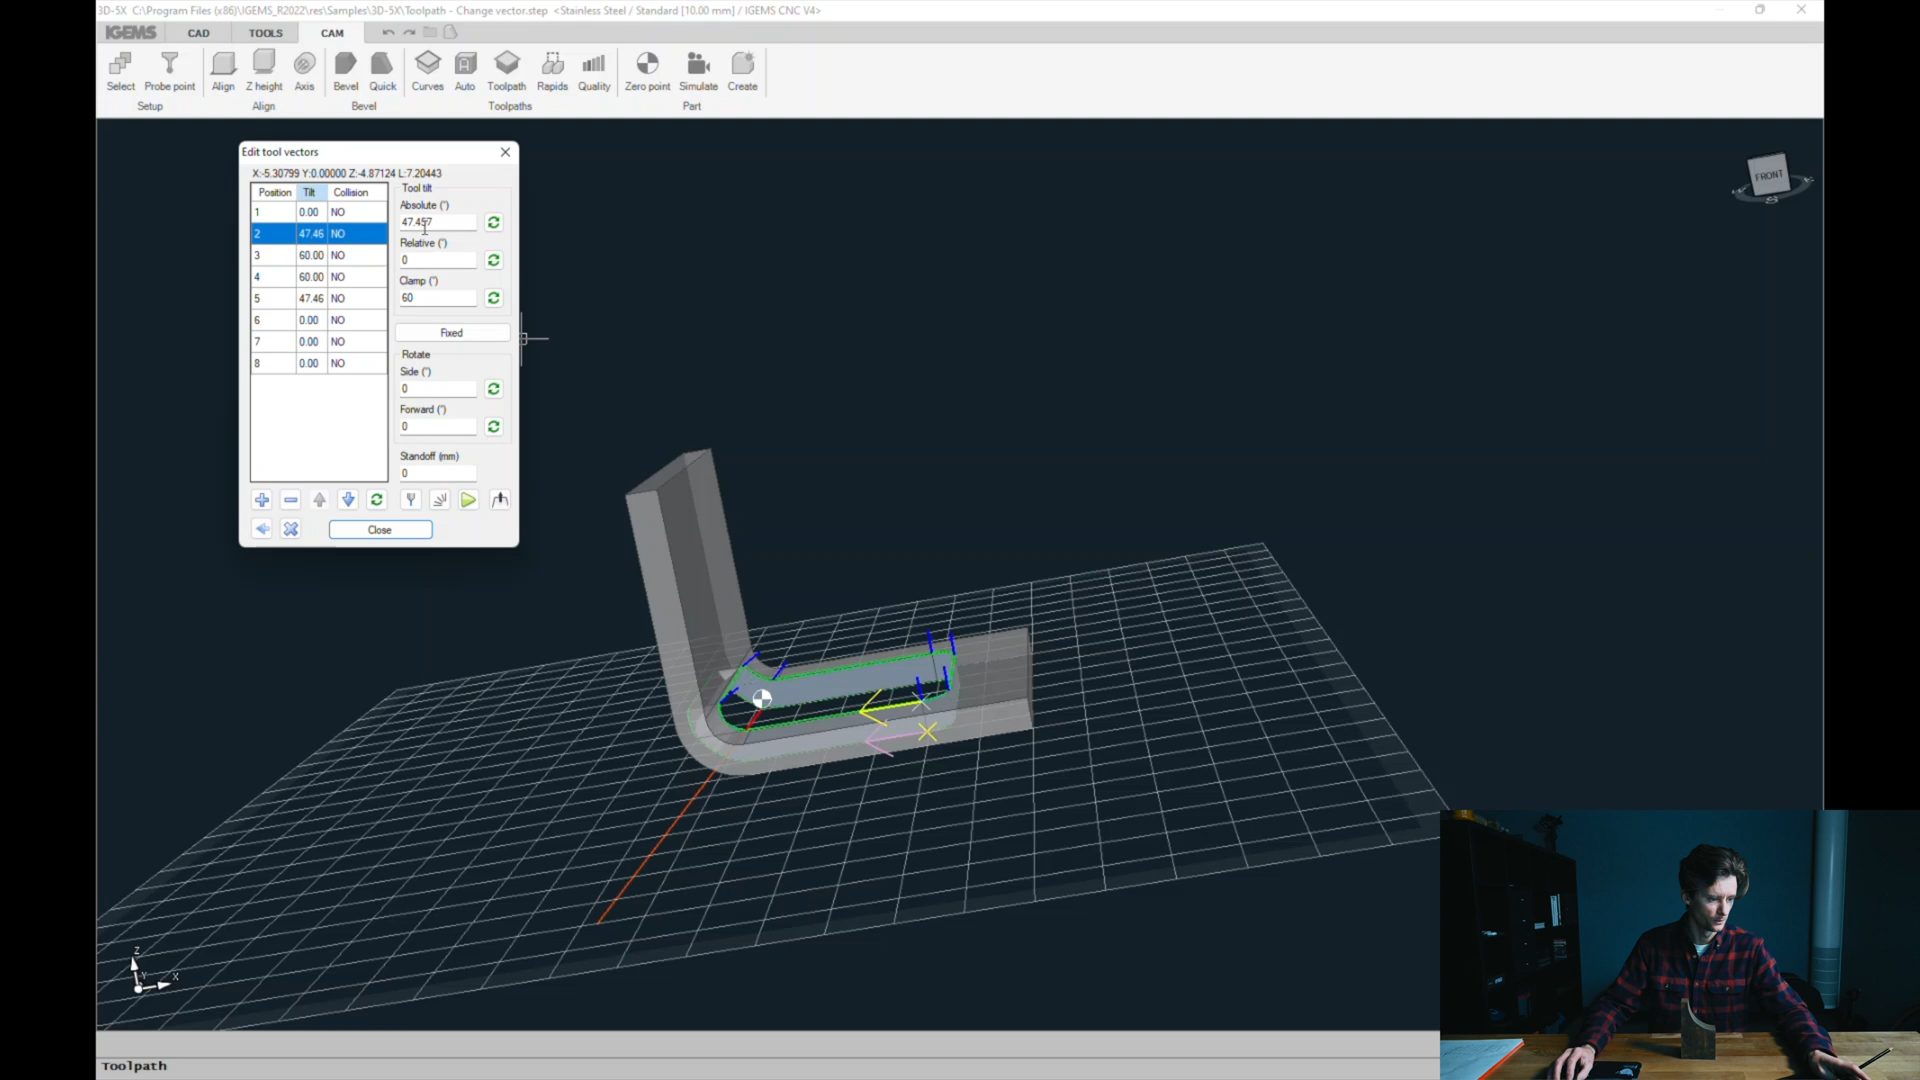 3D-5X C:\Program Files (x86)\IGEMS_R2022\res\Samples\3D-5X\Toolpath - Change vector.step <Stainless Steel / Standard [10.00 mm] / IGEMS CNC V4>
IGEMS CAD TOOLS CAM
Select Probe point Align Z height Axis Bevel Quick Curves Auto Toolpath Rapids Quality Zero point Simulate Create
Setup Align Bevel Toolpaths Part
Edit tool vectors
X:-5.30799 Y:0.00000 Z:-4.87124 L:7.20443
Position Tilt Collision
1 0.00 NO
2 47.46 NO
3 60.00 NO
4 60.00 NO
5 47.46 NO
6 0.00 NO
7 0.00 NO
8 0.00 NO
Tool tilt
Absolute (°)
47.457
Relative (°)
0
Clamp (°)
60
Fixed
Rotate
Side (°)
0
Forward (°)
0
Standoff (mm)
0
Close
FRONT
Z
Y
X
Toolpath